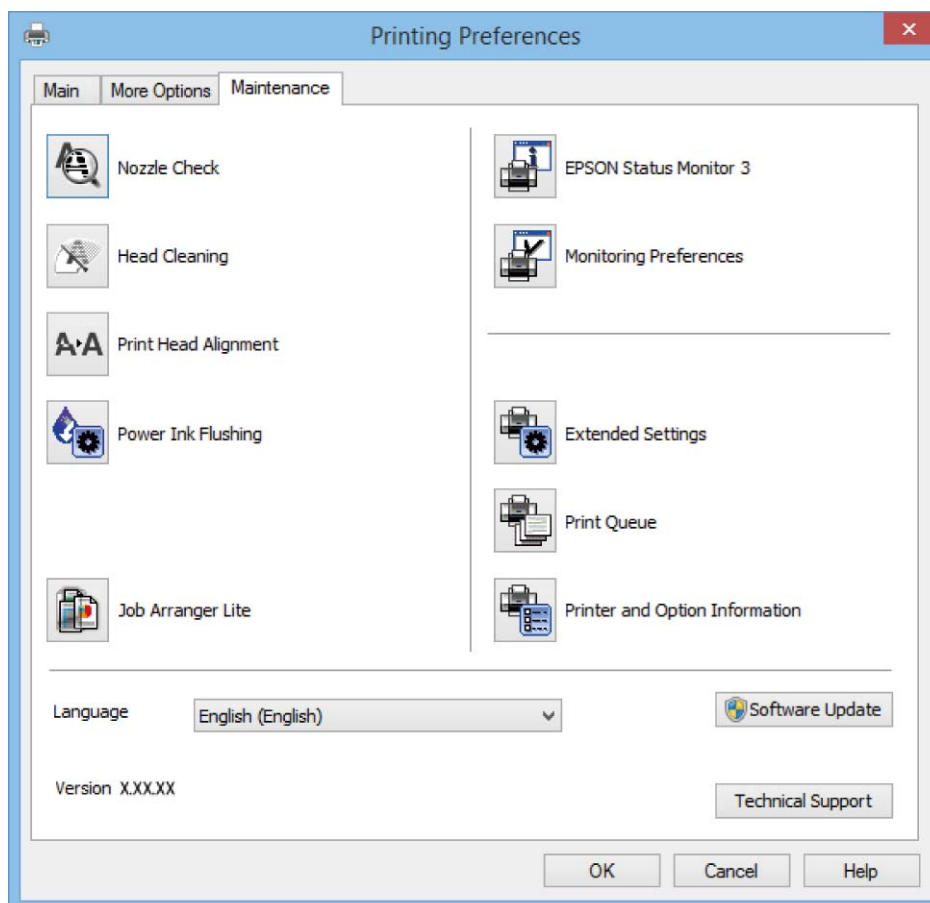 Printing Preferences
Main
More Options
Maintenance
Nozzle Check
Head Cleaning
A A Print Head Alignment
Power Ink Flushing
Job Arranger Lite
EPSON Status Monitor 3
Monitoring Preferences
Extended Settings
Print Queue
Printer and Option Information
Language
English (English)
Software Update
Version X.XX.XX
Technical Support
OK
Cancel
Help